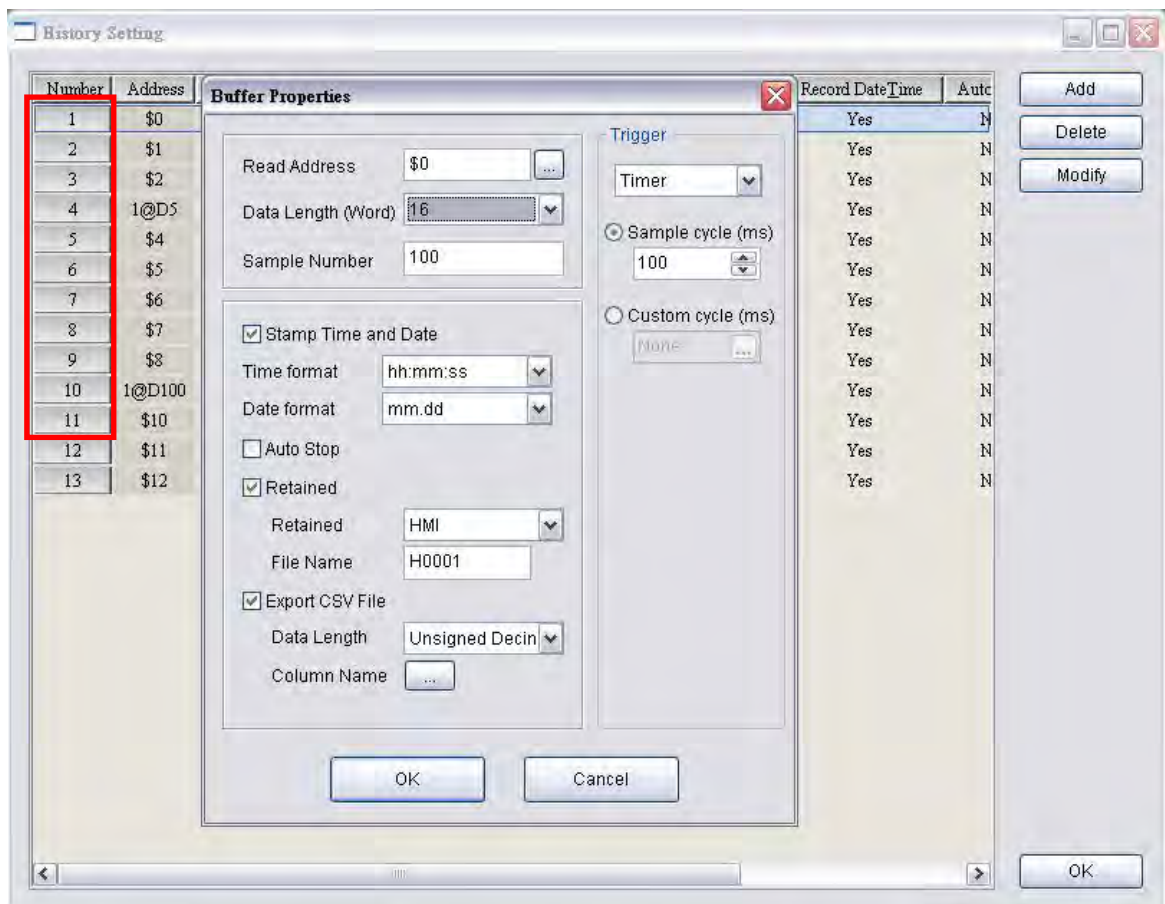 History Setting
Number Address Record DateTime Auto
1 $0 Yes N
2 $1 Yes N
3 $2 Yes N
4 1@D5 Yes N
5 $4 Yes N
6 $5 Yes N
7 $6 Yes N
8 $7 Yes N
9 $8 Yes N
10 1@D100 Yes N
11 $10 Yes N
12 $11 Yes N
13 $12 Yes N
Buffer Properties
Read Address $0 ...
Data Length (Word) 16
Sample Number 100
Stamp Time and Date
Time format hh:mm:ss
Date format mm.dd
Auto Stop
Retained
Retained HMI
File Name H0001
Export CSV File
Data Length Unsigned Decin
Column Name ...
Trigger
Timer
Sample cycle (ms)
100
Custom cycle (ms)
None ...
OK Cancel
Add
Delete
Modify
OK